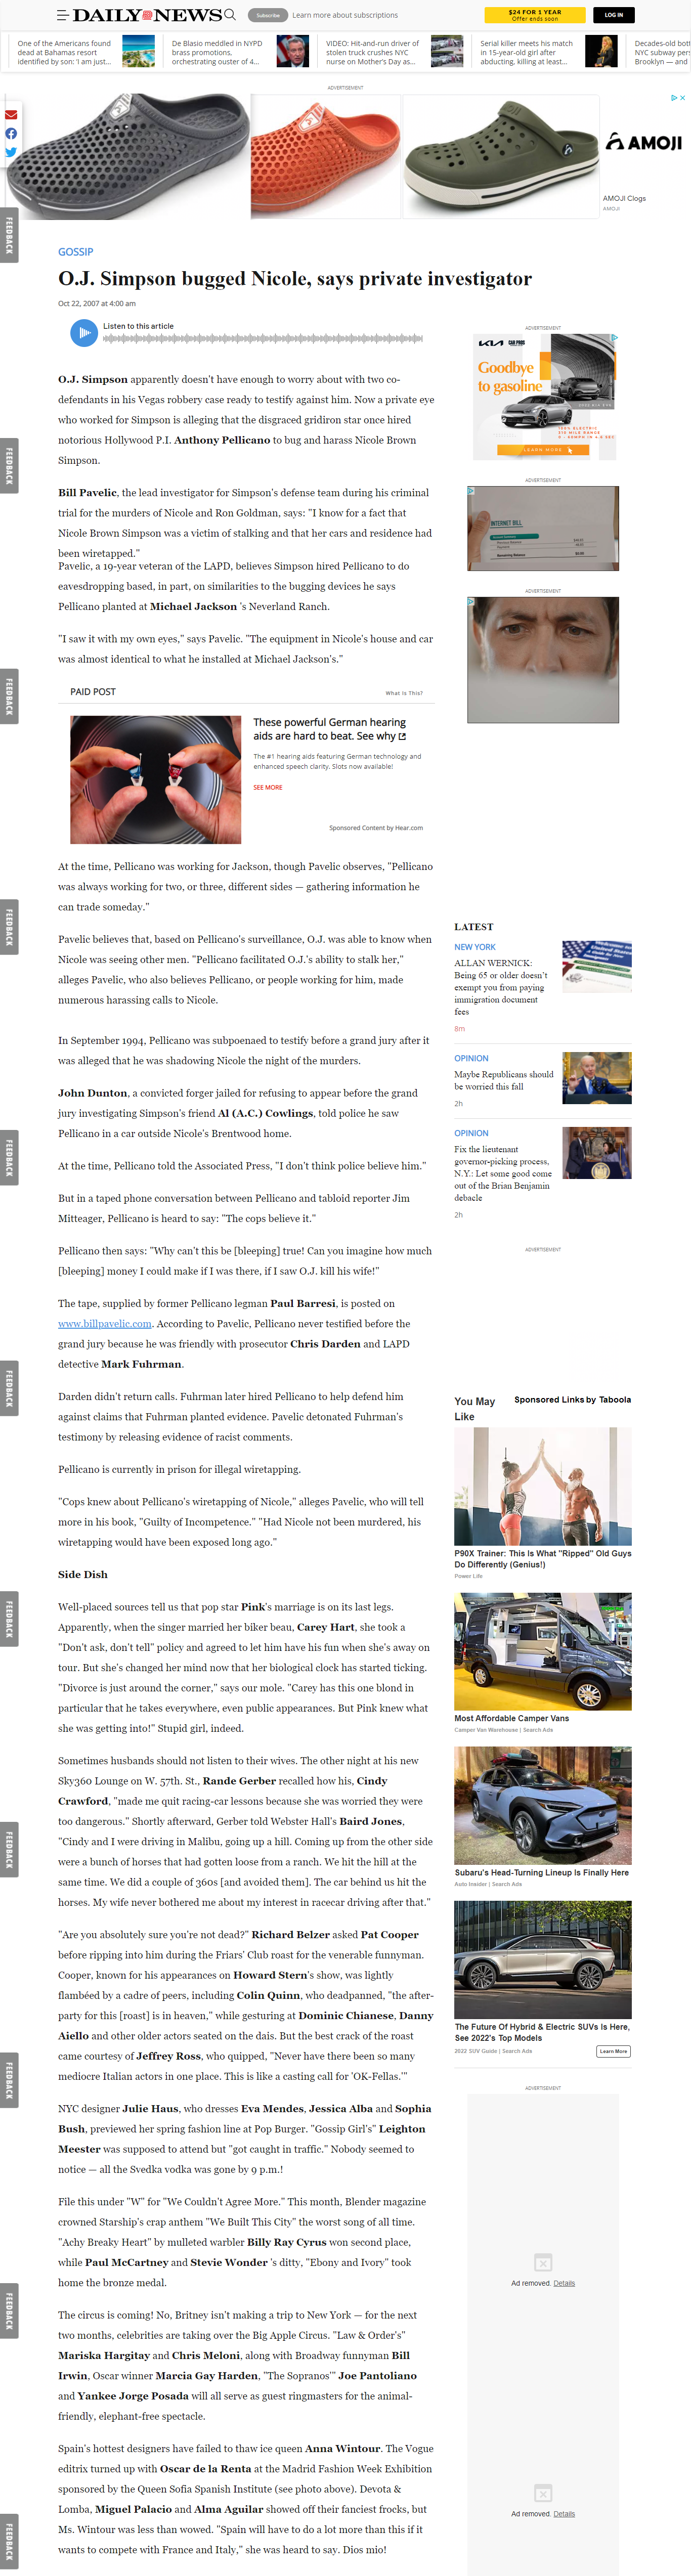 DAILY NEWS
Subscribe
Learn more about subscriptions
$24 FOR 1 YEAR
Offer ends soon
LOG IN
One of the Americans found
dead at Bahamas resort
identified by son: 'I am just...
De Blasio meddled in NYPD
brass promotions,
orchestrating ouster of 4...
VIDEO: Hit-and-run driver of
stolen truck crushes NYC
nurse on Mother's Day as...
Serial killer meets his match
in 15-year-old girl after
abducting, killing at least...
Decades-old bott
NYC subway pers
Brooklyn — and
ADVERTISEMENT
AMOJI
AMOJI Clogs
AMOJI
FEEDBACK
GOSSIP
O.J. Simpson bugged Nicole, says private investigator
Oct 22, 2007 at 4:00 am
Listen to this article
O.J. Simpson apparently doesn't have enough to worry about with two co-
defendants in his Vegas robbery case ready to testify against him. Now a private eye
who worked for Simpson is alleging that the disgraced gridiron star once hired
notorious Hollywood P.I. Anthony Pellicano to bug and harass Nicole Brown
Simpson.
Bill Pavelic, the lead investigator for Simpson's defense team during his criminal
trial for the murders of Nicole and Ron Goldman, says: "I know for a fact that
Nicole Brown Simpson was a victim of stalking and that her cars and residence had
been wiretapped."
Pavelic, a 19-year veteran of the LAPD, believes Simpson hired Pellicano to do
eavesdropping based, in part, on similarities to the bugging devices he says
Pellicano planted at Michael Jackson 's Neverland Ranch.
"I saw it with my own eyes," says Pavelic. "The equipment in Nicole's house and car
was almost identical to what he installed at Michael Jackson's."
PAID POST
What Is This?
These powerful German hearing
aids are hard to beat. See why
The #1 hearing aids featuring German technology and
enhanced speech clarity. Slots now available!
SEE MORE
Sponsored Content by Hear.com
At the time, Pellicano was working for Jackson, though Pavelic observes, "Pellicano
was always working for two, or three, different sides — gathering information he
can trade someday."
Pavelic believes that, based on Pellicano's surveillance, O.J. was able to know when
Nicole was seeing other men. "Pellicano facilitated O.J.'s ability to stalk her,"
alleges Pavelic, who also believes Pellicano, or people working for him, made
numerous harassing calls to Nicole.
In September 1994, Pellicano was subpoenaed to testify before a grand jury after it
was alleged that he was shadowing Nicole the night of the murders.
John Dunton, a convicted forger jailed for refusing to appear before the grand
jury investigating Simpson's friend Al (A.C.) Cowlings, told police he saw
Pellicano in a car outside Nicole's Brentwood home.
At the time, Pellicano told the Associated Press, "I don't think police believe him."
But in a taped phone conversation between Pellicano and tabloid reporter Jim
Mitteager, Pellicano is heard to say: "The cops believe it."
Pellicano then says: "Why can't this be [bleeping] true! Can you imagine how much
[bleeping] money I could make if I was there, if I saw O.J. kill his wife!"
The tape, supplied by former Pellicano legman Paul Barresi, is posted on
www.billpavelic.com. According to Pavelic, Pellicano never testified before the
grand jury because he was friendly with prosecutor Chris Darden and LAPD
detective Mark Fuhrman.
Darden didn't return calls. Fuhrman later hired Pellicano to help defend him
against claims that Fuhrman planted evidence. Pavelic detonated Fuhrman's
testimony by releasing evidence of racist comments.
Pellicano is currently in prison for illegal wiretapping.
"Cops knew about Pellicano's wiretapping of Nicole," alleges Pavelic, who will tell
more in his book, "Guilty of Incompetence." "Had Nicole not been murdered, his
wiretapping would have been exposed long ago."
Side Dish
Well-placed sources tell us that pop star Pink's marriage is on its last legs.
Apparently, when the singer married her biker beau, Carey Hart, she took a
"Don't ask, don't tell" policy and agreed to let him have his fun when she's away on
tour. But she's changed her mind now that her biological clock has started ticking.
"Divorce is just around the corner," says our mole. "Carey has this one blond in
particular that he takes everywhere, even public appearances. But Pink knew what
she was getting into!" Stupid girl, indeed.
Sometimes husbands should not listen to their wives. The other night at his new
Sky360 Lounge on W. 57th. St., Rande Gerber recalled how his, Cindy
Crawford, "made me quit racing-car lessons because she was worried they were
too dangerous." Shortly afterward, Gerber told Webster Hall's Baird Jones,
"Cindy and I were driving in Malibu, going up a hill. Coming up from the other side
were a bunch of horses that had gotten loose from a ranch. We hit the hill at the
same time. We did a couple of 360s [and avoided them]. The car behind us hit the
horses. My wife never bothered me about my interest in racecar driving after that."
"Are you absolutely sure you're not dead?" Richard Belzer asked Pat Cooper
before ripping into him during the Friars' Club roast for the venerable funnyman.
Cooper, known for his appearances on Howard Stern's show, was lightly
flambéed by a cadre of peers, including Colin Quinn, who deadpanned, "the after-
party for this [roast] is in heaven," while gesturing at Dominic Chianese, Danny
Aiello and other older actors seated on the dais. But the best crack of the roast
came courtesy of Jeffrey Ross, who quipped, "Never have there been so many
mediocre Italian actors in one place. This is like a casting call for 'OK-Fellas.'"
NYC designer Julie Haus, who dresses Eva Mendes, Jessica Alba and Sophia
Bush, previewed her spring fashion line at Pop Burger. "Gossip Girl's" Leighton
Meester was supposed to attend but "got caught in traffic." Nobody seemed to
notice — all the Svedka vodka was gone by 9 p.m.!
File this under "W" for "We Couldn't Agree More." This month, Blender magazine
crowned Starship's crap anthem "We Built This City" the worst song of all time.
"Achy Breaky Heart" by mulleted warbler Billy Ray Cyrus won second place,
while Paul McCartney and Stevie Wonder 's ditty, "Ebony and Ivory" took
home the bronze medal.
The circus is coming! No, Britney isn't making a trip to New York — for the next
two months, celebrities are taking over the Big Apple Circus. "Law & Order's"
Mariska Hargitay and Chris Meloni, along with Broadway funnyman Bill
Irwin, Oscar winner Marcia Gay Harden, "The Sopranos'" Joe Pantoliano
and Yankee Jorge Posada will all serve as guest ringmasters for the animal-
friendly, elephant-free spectacle.
Spain's hottest designers have failed to thaw ice queen Anna Wintour. The Vogue
editrix turned up with Oscar de la Renta at the Madrid Fashion Week Exhibition
sponsored by the Queen Sofia Spanish Institute (see photo above). Devota &
Lomba, Miguel Palacio and Alma Aguilar showed off their fanciest frocks, but
Ms. Wintour was less than wowed. "Spain will have to do a lot more than this if it
wants to compete with France and Italy," she was heard to say. Dios mio!
ADVERTISEMENT
KIA CAR PROS
Goodbye
to gasoline
LEARN MORE
ADVERTISEMENT
INTERNET BILL
ADVERTISEMENT
LATEST
NEW YORK
ALLAN WERNICK:
Being 65 or older doesn't
exempt you from paying
immigration document
fees
8m
OPINION
Maybe Republicans should
be worried this fall
2h
OPINION
Fix the lieutenant
governor-picking process,
N.Y.: Let some good come
out of the Brian Benjamin
debacle
2h
ADVERTISEMENT
You May
Like
Sponsored Links by Taboola
P90X Trainer: This Is What "Ripped" Old Guys
Do Differently (Genius!)
Power Life
Most Affordable Camper Vans
Camper Van Warehouse | Search Ads
Subaru's Head-Turning Lineup Is Finally Here
Auto Insider | Search Ads
The Future Of Hybrid & Electric SUVs Is Here,
See 2022's Top Models
2022 SUV Guide | Search Ads
Learn More
ADVERTISEMENT
Ad removed. Details
Ad removed. Details
FEEDBACK
FEEDBACK
FEEDBACK
FEEDBACK
FEEDBACK
FEEDBACK
FEEDBACK
FEEDBACK
FEEDBACK
FEEDBACK